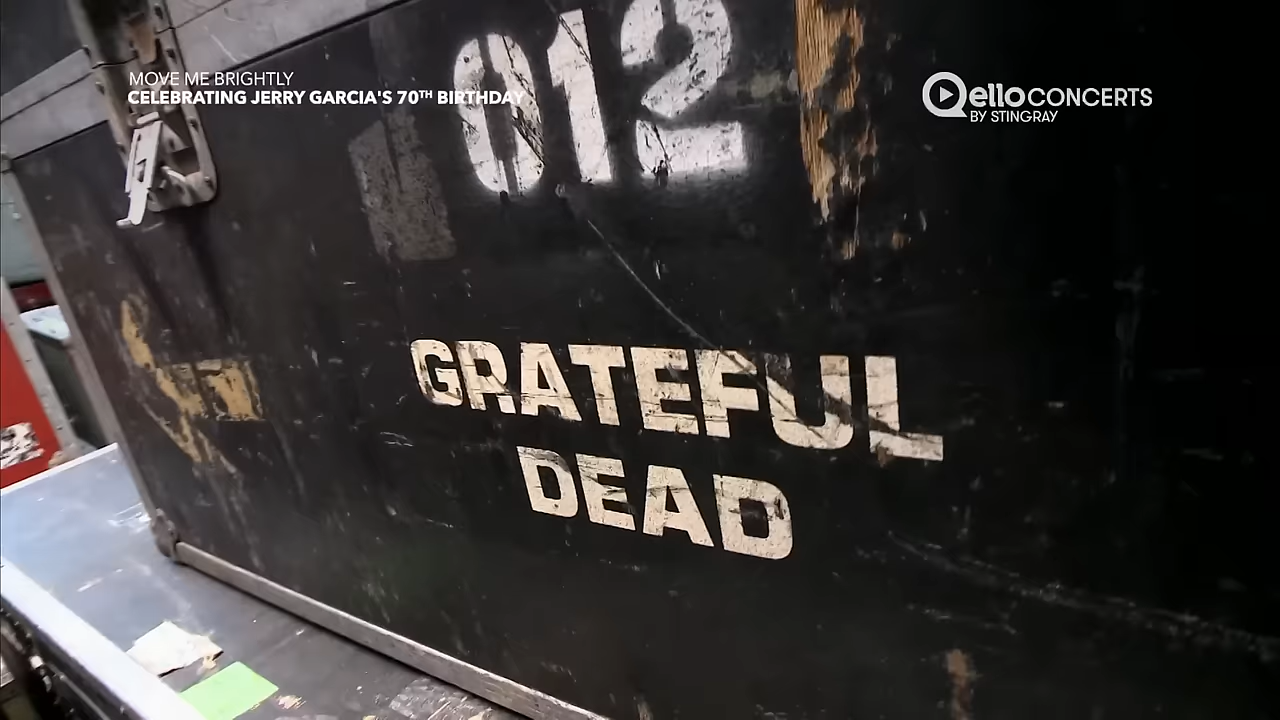 MOVE ME BRIGHTLY
CELEBRATING JERRY GARCIA'S 70TH BIRTHDAY
Qello CONCERTS
BY STINGRAY
012
GRATEFUL
DEAD